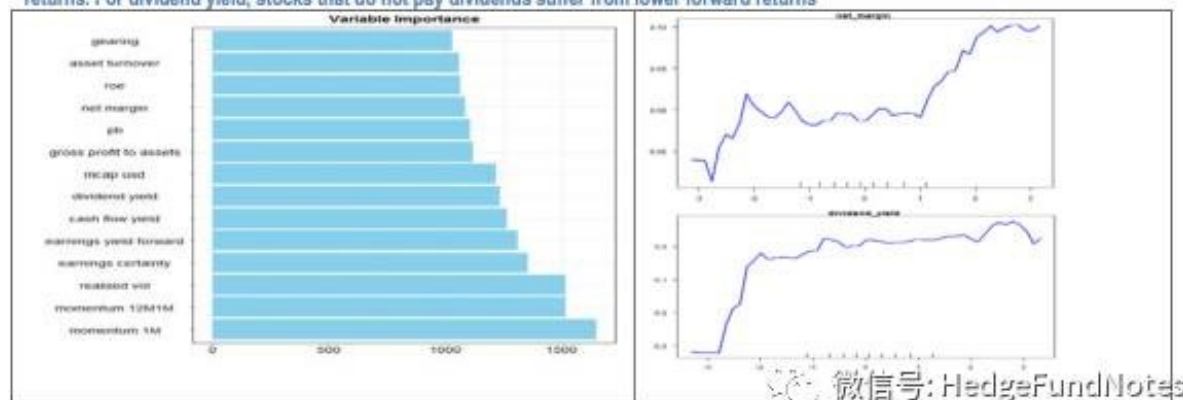 returns. For dividend yield, stocks that do not pay dividends suffer from lower forward returns
Variable Importance
gearing
asset turnover
roe
net margin
pb
gross profit to assets
mcap usd
dividend yield
cash flow yield
earnings yield forward
earnings certainty
realised vol
momentum 12M1M
momentum 1M
0 500 1000 1500
net_margin
dividend_yield
微信号: HedgeFundNotes